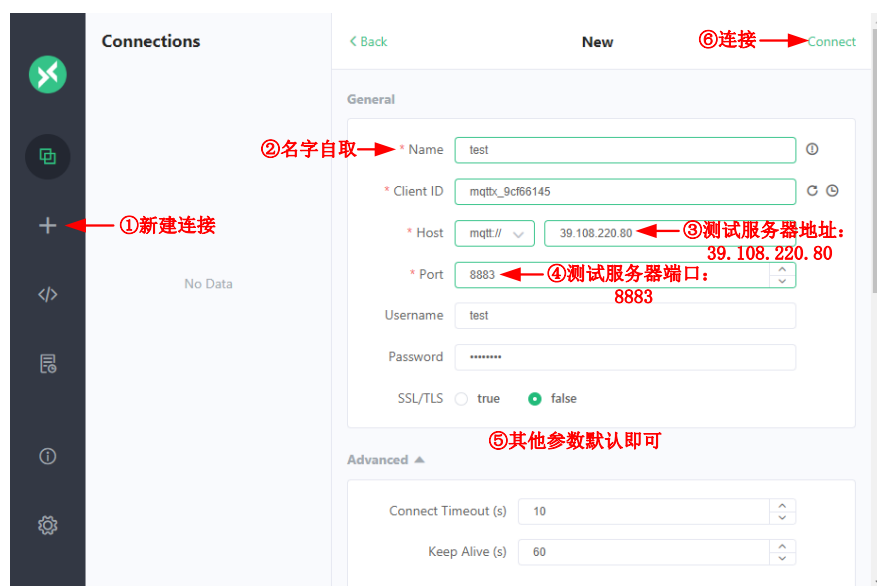 Connections
< Back
New
⑥连接
Connect
General
②名字自取
* Name
test
* Client ID
mqttx_9cf66145
①新建连接
* Host
mqtt://
39.108.220.80
③测试服务器地址:
39.108.220.80
* Port
8883
④测试服务器端口:
8883
No Data
Username
test
Password
••••••••
SSL/TLS
true
false
⑤其他参数默认即可
Advanced
Connect Timeout (s)
10
Keep Alive (s)
60